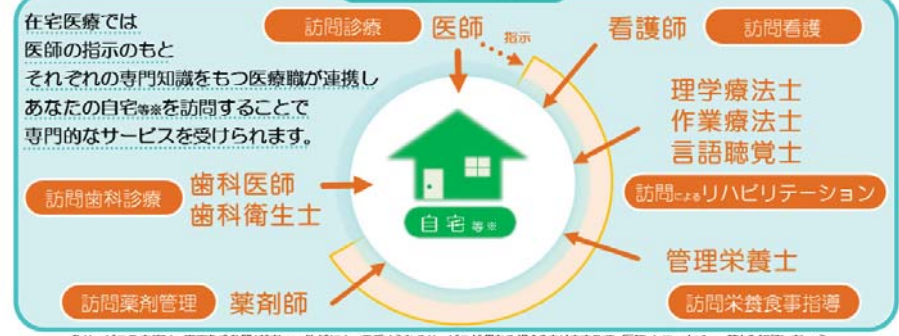 在宅医療では
医師の指示のもと
それぞれの専門知識をもつ医療職が連携し
あなたの自宅等※を訪問することで
専門的なサービスを受けられます。
訪問診療
医師
指示
看護師
訪問看護
理学療法士
作業療法士
言語聴覚士
訪問によるリハビリテーション
管理栄養士
訪問栄養食事指導
訪問歯科診療
歯科医師
歯科衛生士
自宅等※
訪問薬剤管理
薬剤師